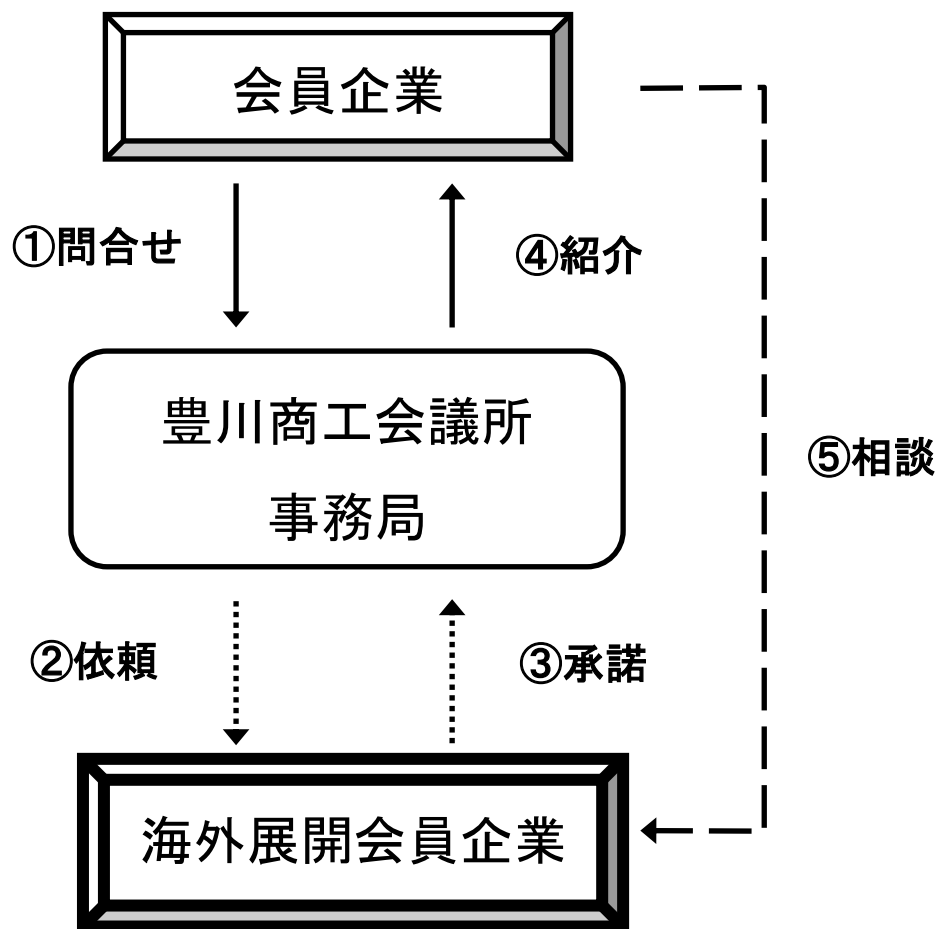 会員企業
①問合せ
④紹介
豊川商工会議所
事務局
⑤相談
②依頼
③承諾
海外展開会員企業